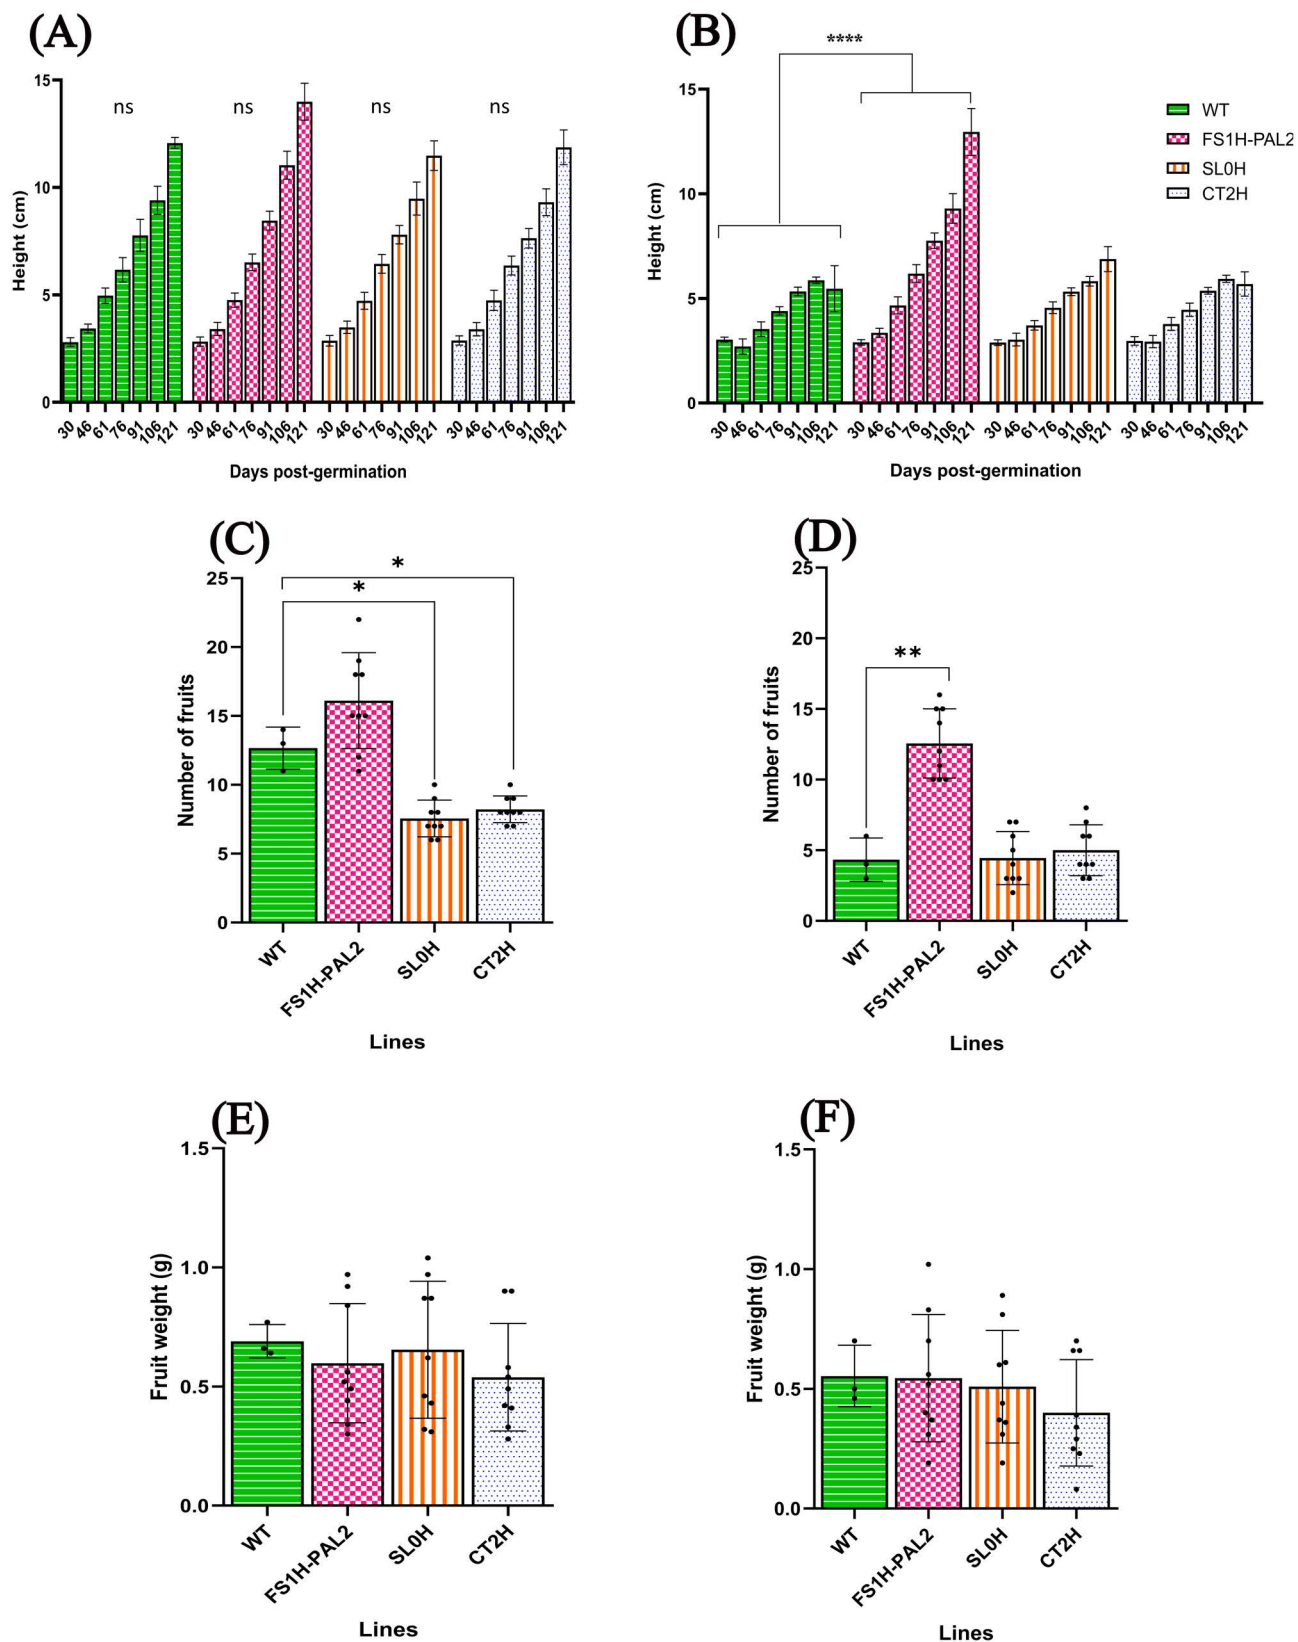 (A)
Height (cm)
15
10
5
0
ns
ns
ns
ns
30 46 61 76 91 106 121
30 46 61 76 91 106 121
30 46 61 76 91 106 121
30 46 61 76 91 106 121
Days post-germination
(B)
Height (cm)
15
10
5
0
****
WT
FS1H-PAL2
SL0H
CT2H
30 46 61 76 91 106 121
30 46 61 76 91 106 121
30 46 61 76 91 106 121
30 46 61 76 91 106 121
Days post-germination
(C)
Number of fruits
25
20
15
10
5
0
*
*
WT
FS1H-PAL2
SL0H
CT2H
Lines
(D)
Number of fruits
25
20
15
10
5
0
**
WT
FS1H-PAL2
SL0H
CT2H
Lines
(E)
Fruit weight (g)
1.5
1.0
0.5
0.0
WT
FS1H-PAL2
SL0H
CT2H
Lines
(F)
Fruit weight (g)
1.5
1.0
0.5
0.0
WT
FS1H-PAL2
SL0H
CT2H
Lines